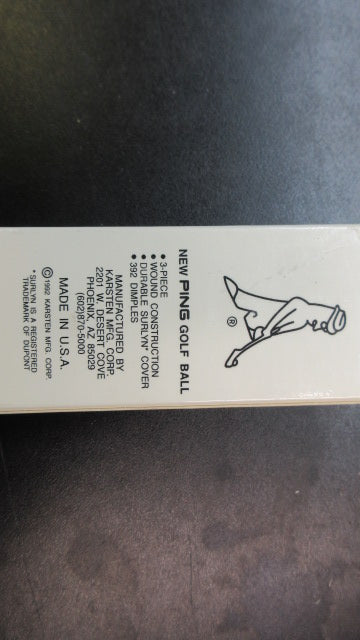 ®
NEW PING GOLF BALL
• 3-PIECE
• WOUND CONSTRUCTION
• DURABLE SURLYN* COVER
• 392 DIMPLES
MANUFACTURED BY
KARSTEN MFG. CORP.
2201 W. DESERT COVE
PHOENIX, AZ 85029
(602)870-5000
MADE IN U.S.A.
© 1992 KARSTEN MFG. CORP.
*SURLYN IS A REGISTERED
TRADEMARK OF DUPONT